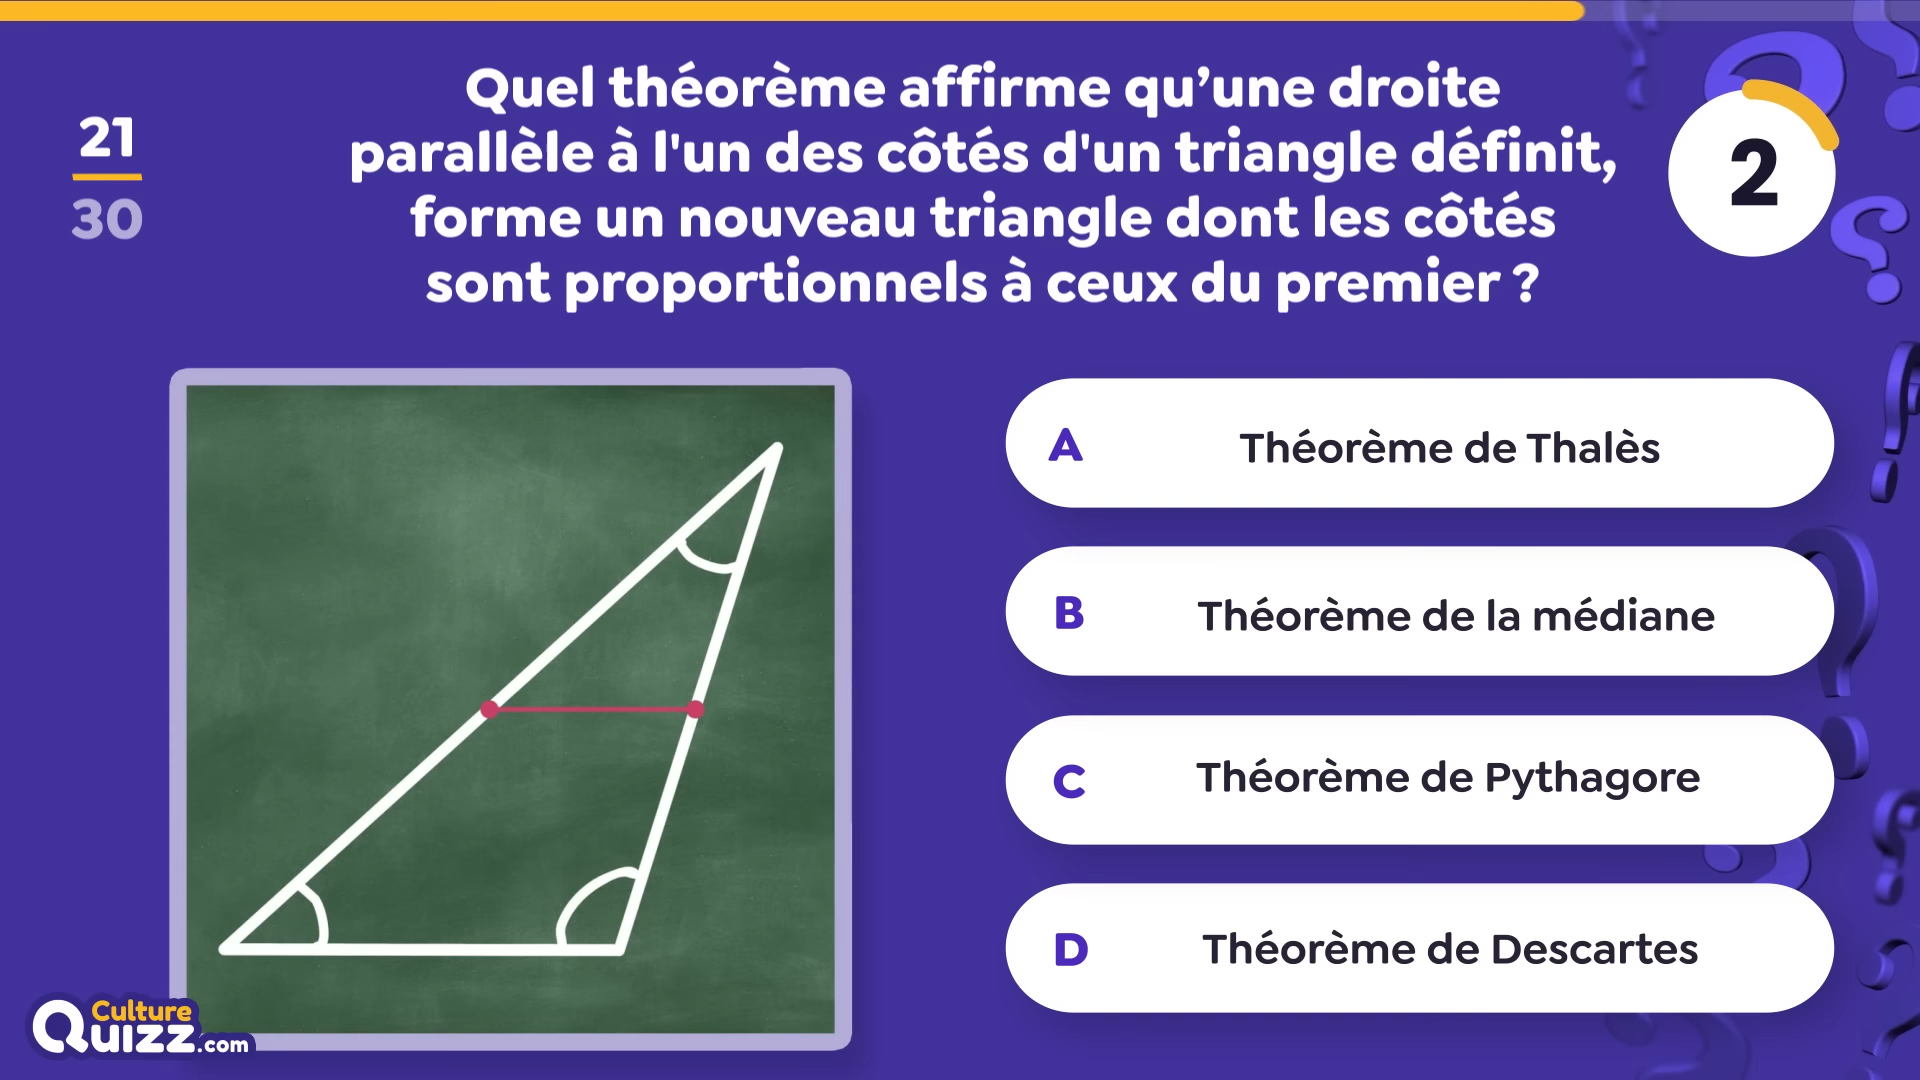 21
30
Quel théorème affirme qu’une droite
parallèle à l'un des côtés d'un triangle définit,
forme un nouveau triangle dont les côtés
sont proportionnels à ceux du premier ?
2
A Théorème de Thalès
B Théorème de la médiane
C Théorème de Pythagore
D Théorème de Descartes
Culture
Quizz.com